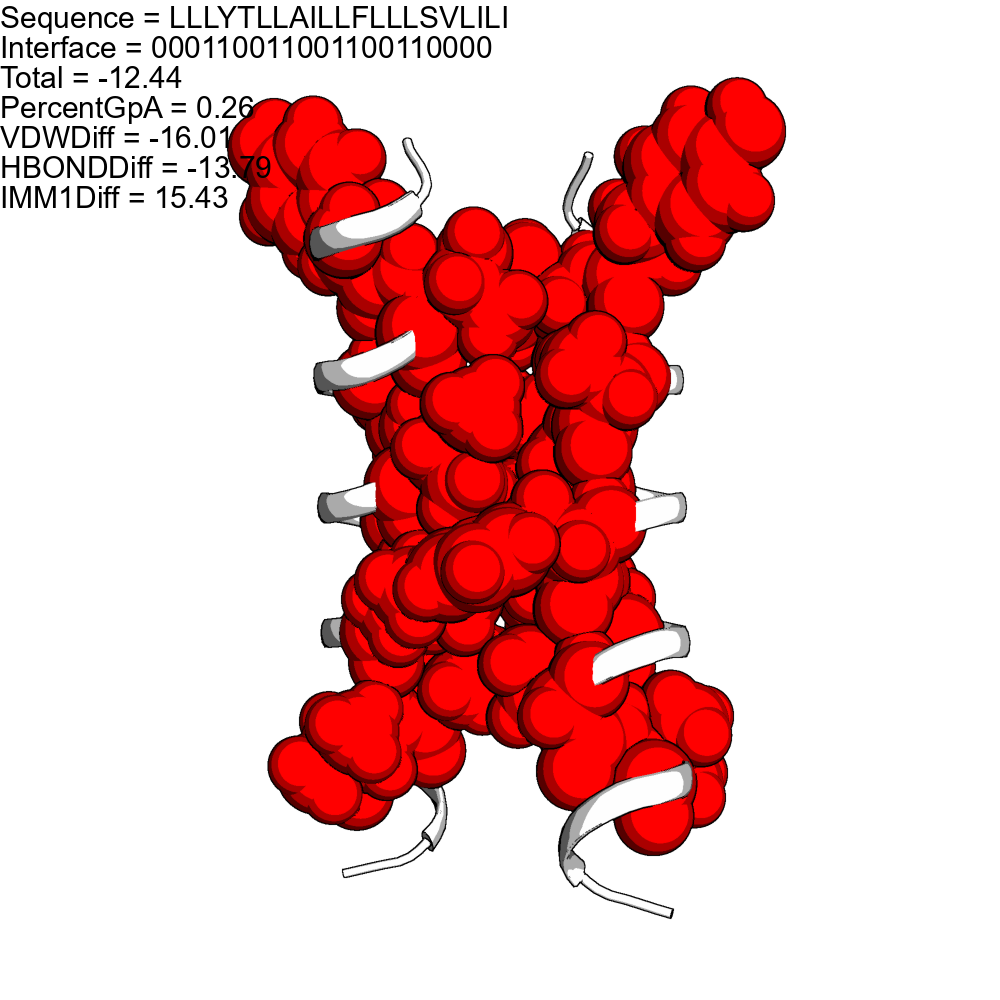 Sequence = LLLYTLLAILLFLLLSVLILI
Interface = 000110011001100110000
Total = -12.44
PercentGpA = 0.26
VDWDiff = -16.01
HBONDDiff = -13.79
IMM1Diff = 15.43